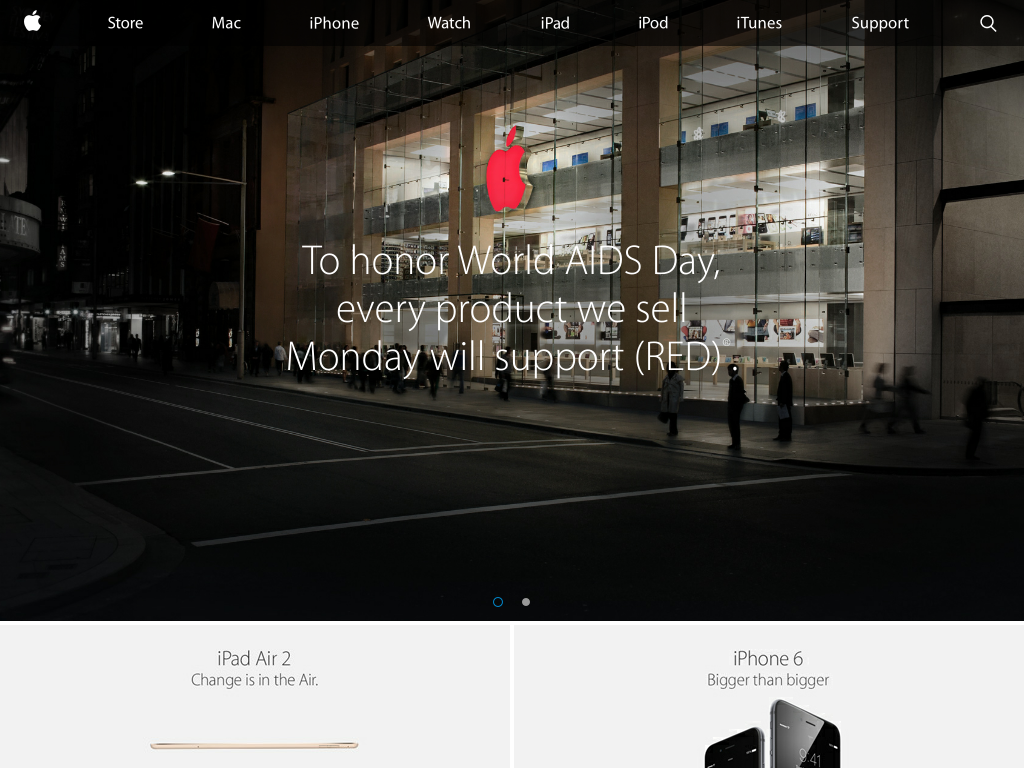 Store Mac iPhone Watch iPad iPod iTunes Support
To honor World AIDS Day,
every product we sell
Monday will support (RED)®.
iPad Air 2
Change is in the Air.
iPhone 6
Bigger than bigger
9:41